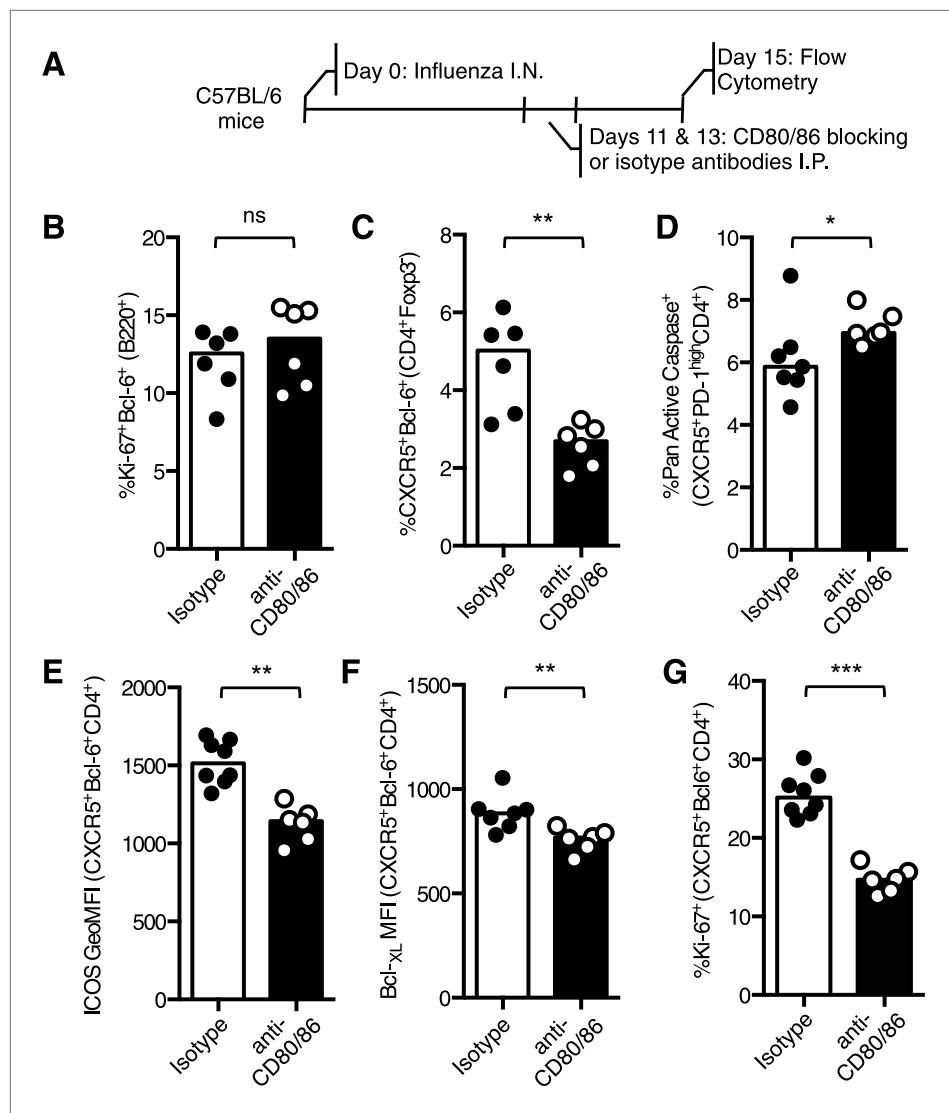 A
Day 0: Influenza I.N.
Day 15: Flow
Cytometry
C57BL/6
mice
Days 11 & 13: CD80/86 blocking
or isotype antibodies I.P.
B
ns
%Ki-67⁺Bcl-6⁺ (B220⁺)
20
15
10
5
0
Isotype
anti-
CD80/86
C
**
%CXCR5⁺Bcl-6⁺ (CD4⁺Foxp3⁻)
8
6
4
2
0
Isotype
anti-
CD80/86
D
*
%Pan Active Caspase⁺
(CXCR5⁺PD-1ʰⁱᵍʰCD4⁺)
10
8
6
4
2
0
Isotype
anti-
CD80/86
E
**
ICOS GeoMFI (CXCR5⁺Bcl-6⁺CD4⁺)
2000
1500
1000
500
0
Isotype
anti-
CD80/86
F
**
Bcl-XL MFI (CXCR5⁺Bcl-6⁺CD4⁺)
1500
1000
500
0
Isotype
anti-
CD80/86
G
***
%Ki-67⁺(CXCR5⁺Bcl6⁺CD4⁺)
40
30
20
10
0
Isotype
anti-
CD80/86